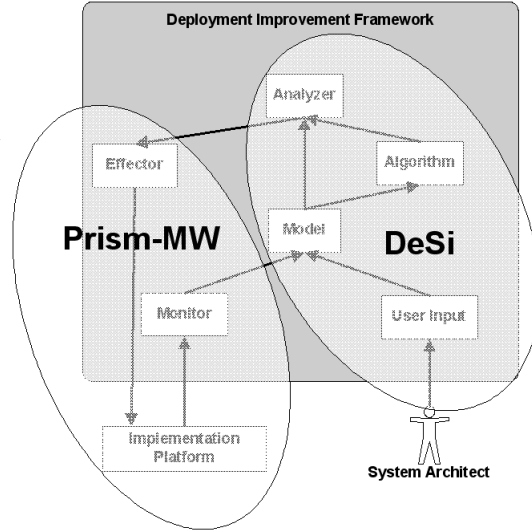 Deployment Improvement Framework
Analyzer
Effector
Algorithm
Model
Prism-MW
DeSi
Monitor
User Input
Implementation
Platform
System Architect